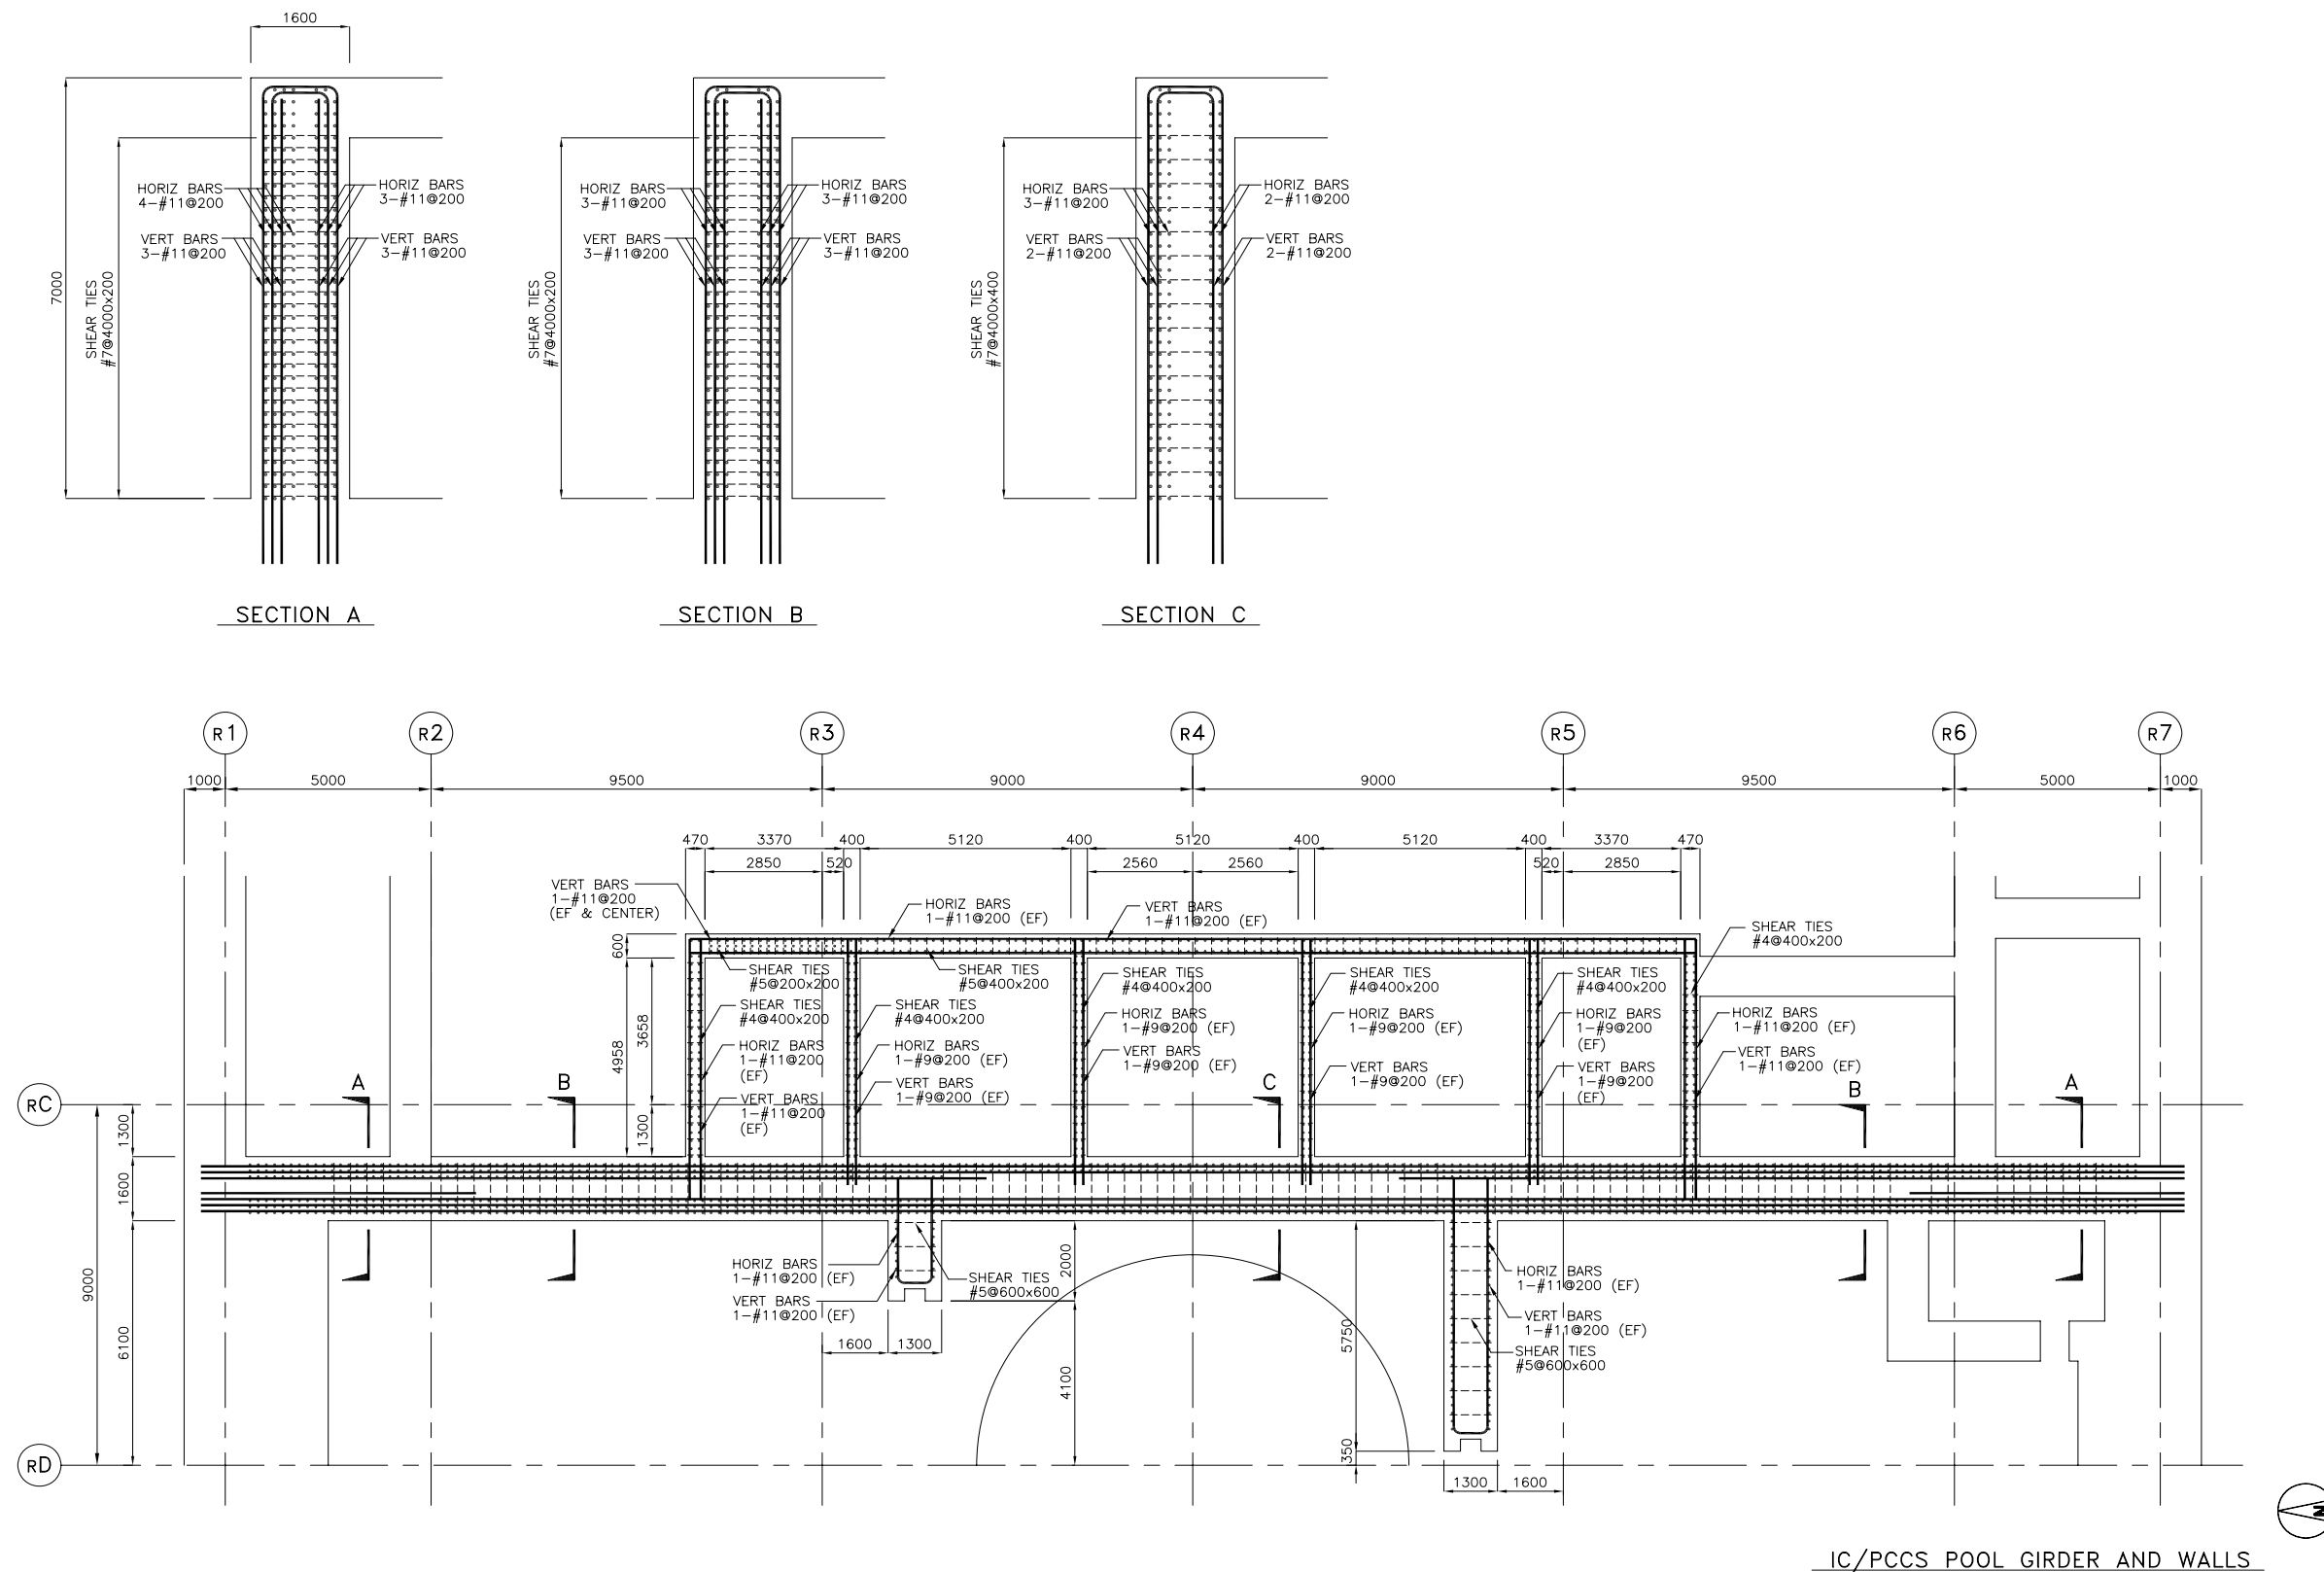 1600
7000
SHEAR TIES
#7@4000x200
HORIZ BARS
4-#11@200
VERT BARS
3-#11@200
HORIZ BARS
3-#11@200
VERT BARS
3-#11@200
SECTION A
SHEAR TIES
#7@4000x200
HORIZ BARS
3-#11@200
VERT BARS
3-#11@200
HORIZ BARS
3-#11@200
VERT BARS
3-#11@200
SECTION B
SHEAR TIES
#7@4000x400
HORIZ BARS
3-#11@200
VERT BARS
2-#11@200
HORIZ BARS
2-#11@200
VERT BARS
2-#11@200
SECTION C
R1 R2 R3 R4 R5 R6 R7
1000 5000 9500 9000 9000 9500 5000 1000
470 3370 400 5120 400 5120 400 5120 400 3370 470
2850 520 2560 2560 520 2850
VERT BARS
1-#11@200
(EF & CENTER)
HORIZ BARS
1-#11@200 (EF)
VERT BARS
1-#11@200 (EF)
SHEAR TIES
#4@400x200
600
4958
3658
1300
SHEAR TIES
#5@200x200
SHEAR TIES
#4@400x200
HORIZ BARS
1-#11@200
(EF)
VERT BARS
1-#11@200
(EF)
SHEAR TIES
#5@400x200
SHEAR TIES
#4@400x200
HORIZ BARS
1-#9@200 (EF)
VERT BARS
1-#9@200 (EF)
SHEAR TIES
#4@400x200
HORIZ BARS
1-#9@200 (EF)
VERT BARS
1-#9@200 (EF)
SHEAR TIES
#4@400x200
HORIZ BARS
1-#9@200 (EF)
VERT BARS
1-#9@200 (EF)
SHEAR TIES
#4@400x200
HORIZ BARS
1-#9@200
(EF)
VERT BARS
1-#9@200
(EF)
HORIZ BARS
1-#11@200 (EF)
VERT BARS
1-#11@200 (EF)
A B C B A
RC
1300
1600
9000
6100
HORIZ BARS
1-#11@200 (EF)
VERT BARS
1-#11@200 (EF)
SHEAR TIES
#5@600x600
1600 1300
2000
4100
5750
350
HORIZ BARS
1-#11@200 (EF)
VERT BARS
1-#11@200 (EF)
SHEAR TIES
#5@600x600
1300 1600
RD
N
IC/PCCS POOL GIRDER AND WALLS